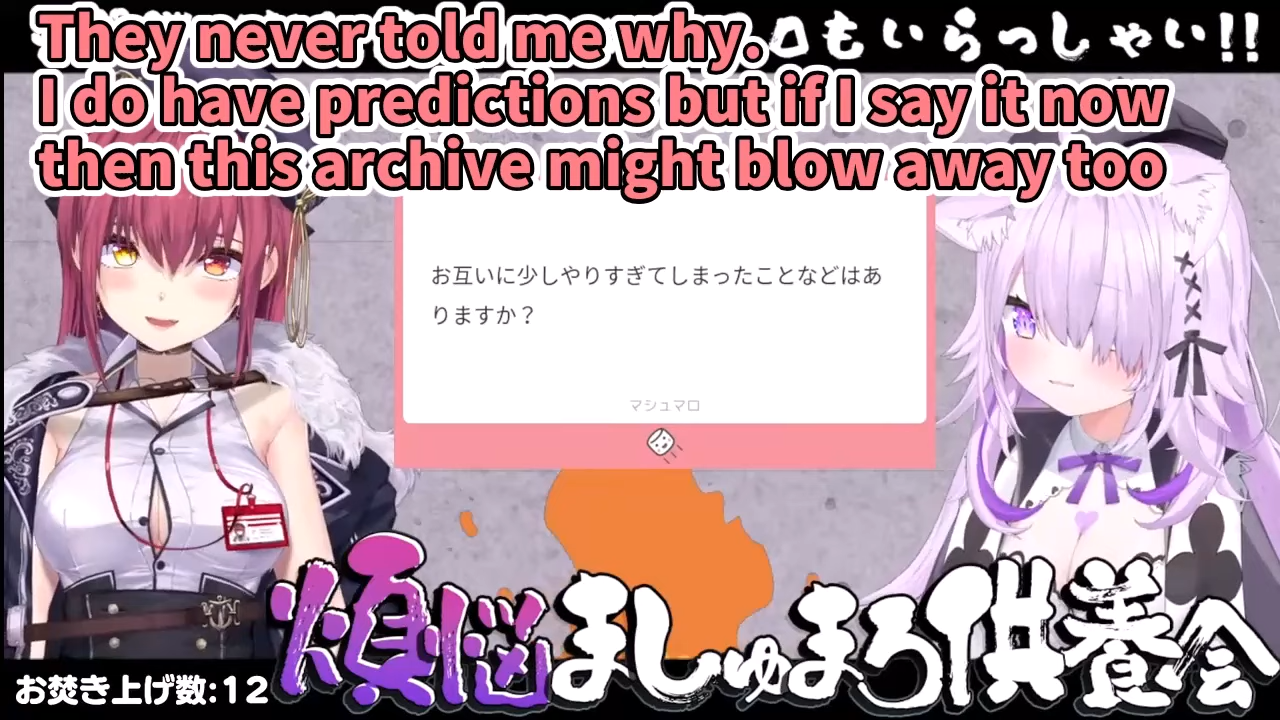 They never told me why.
もいらっしゃい!!
I do have predictions but if I say it now
then this archive might blow away too
お互いに少しやりすぎてしまったことなどはあ
りますか？
マシュマロ
煩悩ましゅまろ供養会
お焚き上げ数:12